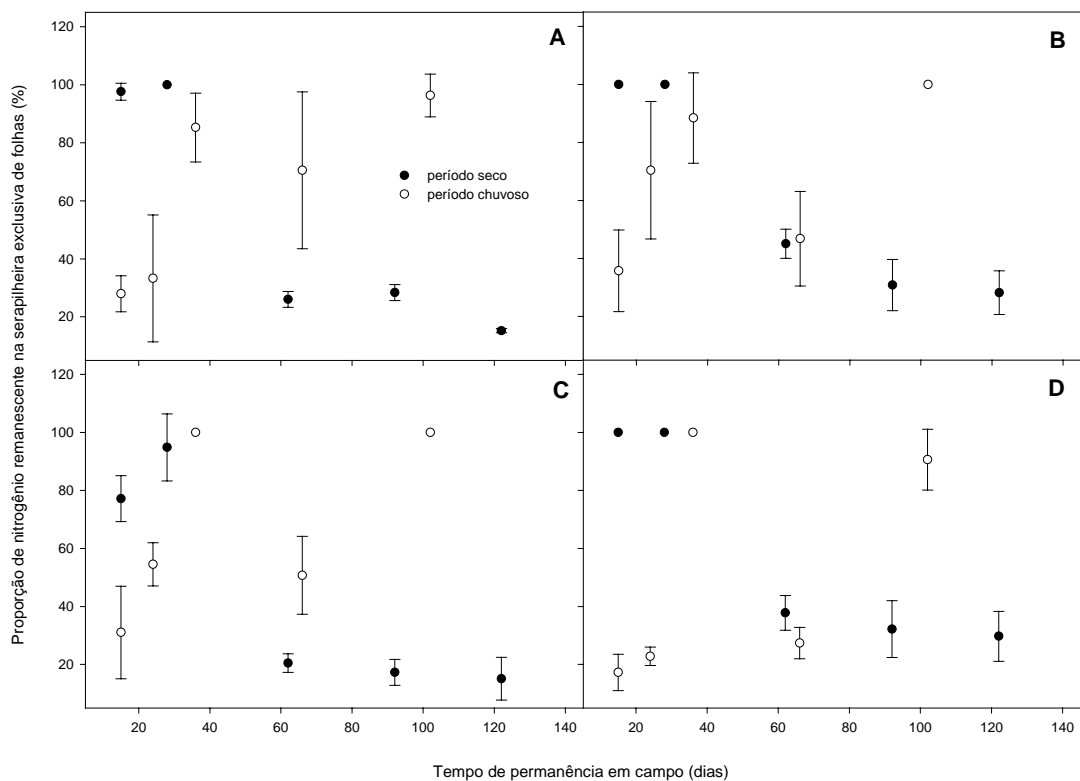 Proporção de nitrogênio remanescente na serapilheira exclusiva de folhas (%)
120
100
80
60
40
20
A
período seco
período chuvoso
B
120
100
80
60
40
20
C
D
20 40 60 80 100 120 140
20 40 60 80 100 120 140
Tempo de permanência em campo (dias)